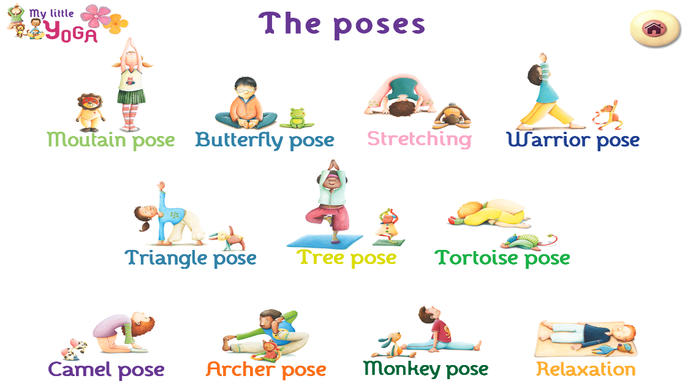 My little
YOGA
The poses
Moutain pose
Butterfly pose
Stretching
Warrior pose
Triangle pose
Tree pose
Tortoise pose
Camel pose
Archer pose
Monkey pose
Relaxation